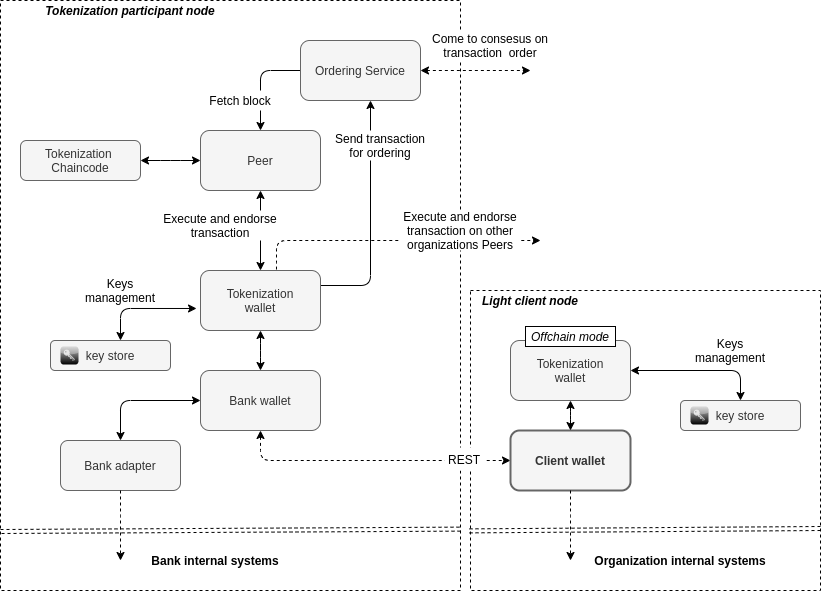 Tokenization participant node
Come to consesus on
transaction order
Ordering Service
Fetch block
Send transaction
for ordering
Tokenization
Chaincode
Peer
Execute and endorse
transaction
Execute and endorse
transaction on other
organizations Peers
Keys
management
Tokenization
wallet
key store
Bank wallet
Bank adapter
REST
Bank internal systems
Light client node
Offchain mode
Tokenization
wallet
Keys
management
key store
Client wallet
Organization internal systems